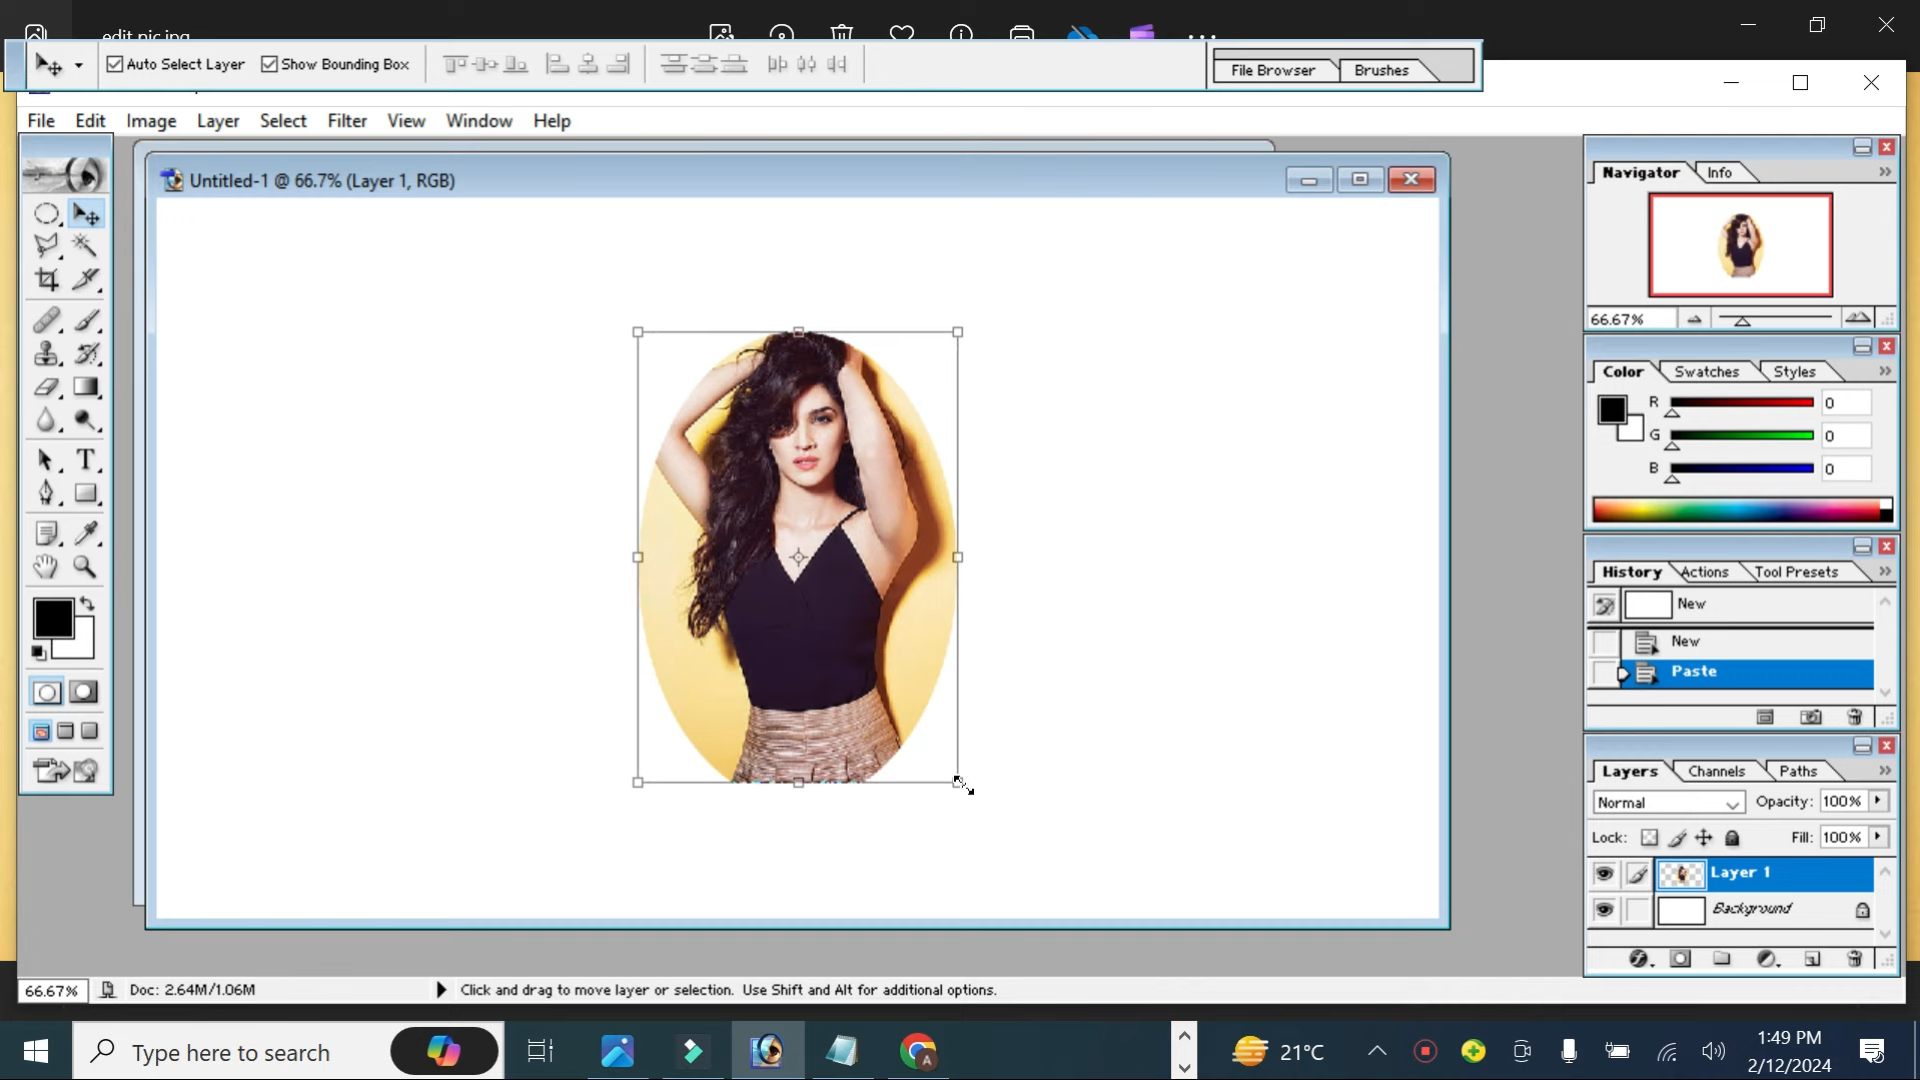 edit pic.jpg
Auto Select Layer Show Bounding Box File Browser Brushes
File Edit Image Layer Select Filter View Window Help
Untitled-1 @ 66.7% (Layer 1, RGB)
Navigator Info
66.67%
Color Swatches Styles
R 0
G 0
B 0
History Actions Tool Presets
New
New
Paste
Layers Channels Paths
Normal Opacity: 100%
Lock: Fill: 100%
Layer 1
Background
66.67% Doc: 2.64M/1.06M Click and drag to move layer or selection. Use Shift and Alt for additional options.
Type here to search
21°C
1:49 PM
2/12/2024